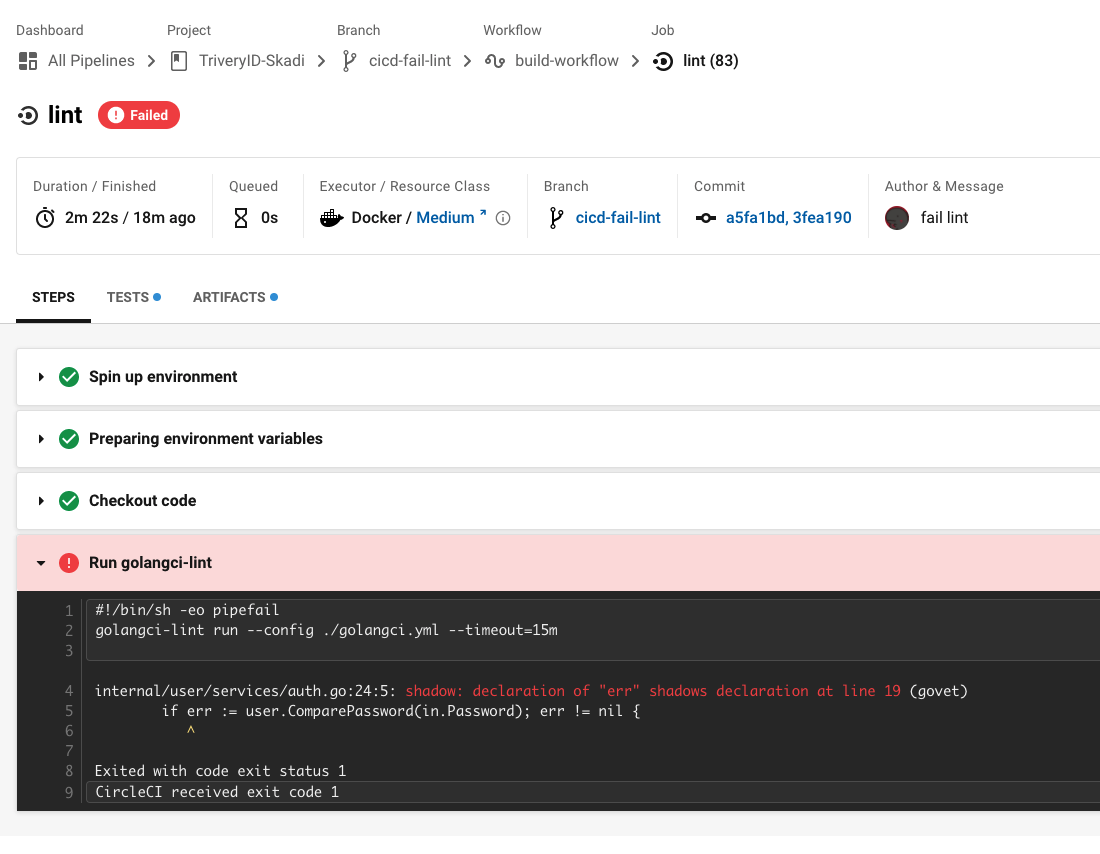 Dashboard Project Branch Workflow Job
All Pipelines TriveryID-Skadi cicd-fail-lint build-workflow lint (83)
lint Failed
Duration / Finished Queued Executor / Resource Class Branch Commit Author & Message
2m 22s / 18m ago 0s Docker / Medium cicd-fail-lint a5fa1bd, 3fea190 fail lint
STEPS TESTS ARTIFACTS
Spin up environment
Preparing environment variables
Checkout code
Run golangci-lint
1 #!/bin/sh -eo pipefail
2 golangci-lint run --config ./golangci.yml --timeout=15m
3
4 internal/user/services/auth.go:24:5: shadow: declaration of "err" shadows declaration at line 19 (govet)
5 if err := user.ComparePassword(in.Password); err != nil {
6 ^
7
8 Exited with code exit status 1
9 CircleCI received exit code 1